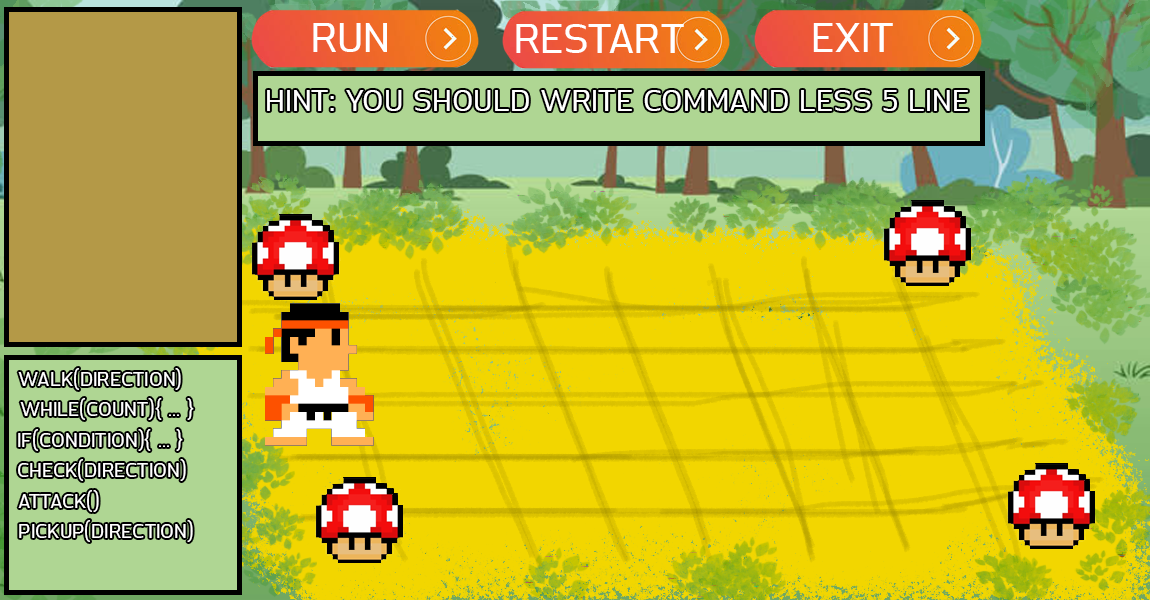 RUN
RESTART
EXIT
HINT: YOU SHOULD WRITE COMMAND LESS 5 LINE
WALK(DIRECTION)
WHILE(COUNT){ ... }
IF(CONDITION){ ... }
CHECK(DIRECTION)
ATTACK()
PICKUP(DIRECTION)